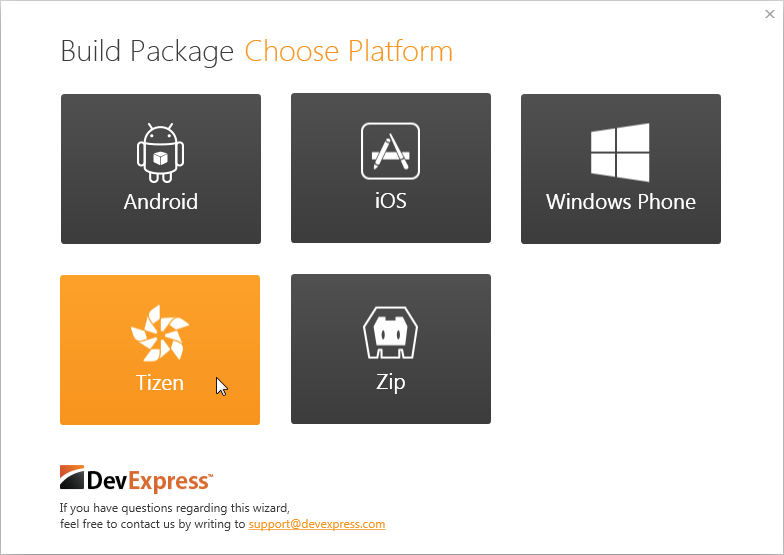 Build Package Choose Platform
Android
iOS
Windows Phone
Tizen
Zip
DevExpress™
If you have questions regarding this wizard,
feel free to contact us by writing to support@devexpress.com